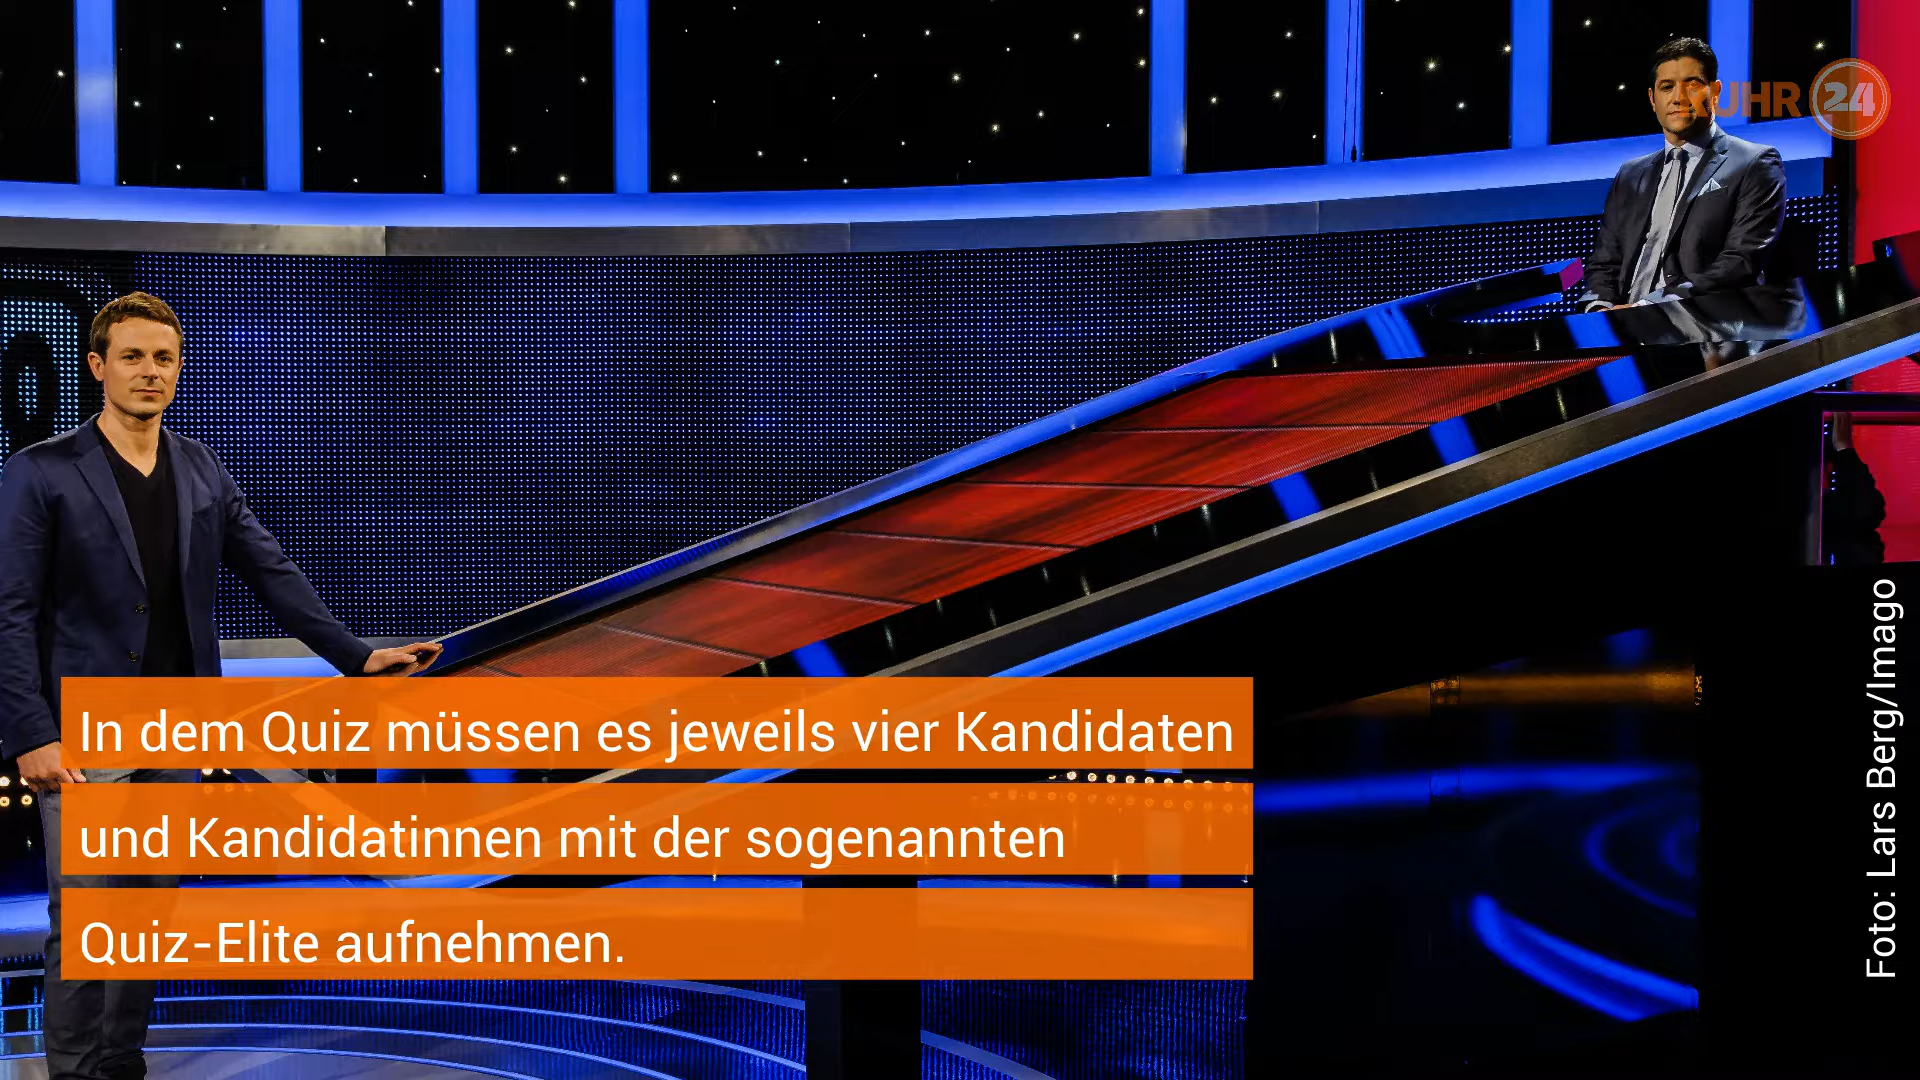 RUHR 24
In dem Quiz müssen es jeweils vier Kandidaten
und Kandidatinnen mit der sogenannten
Quiz-Elite aufnehmen.
Foto: Lars Berg/Imago